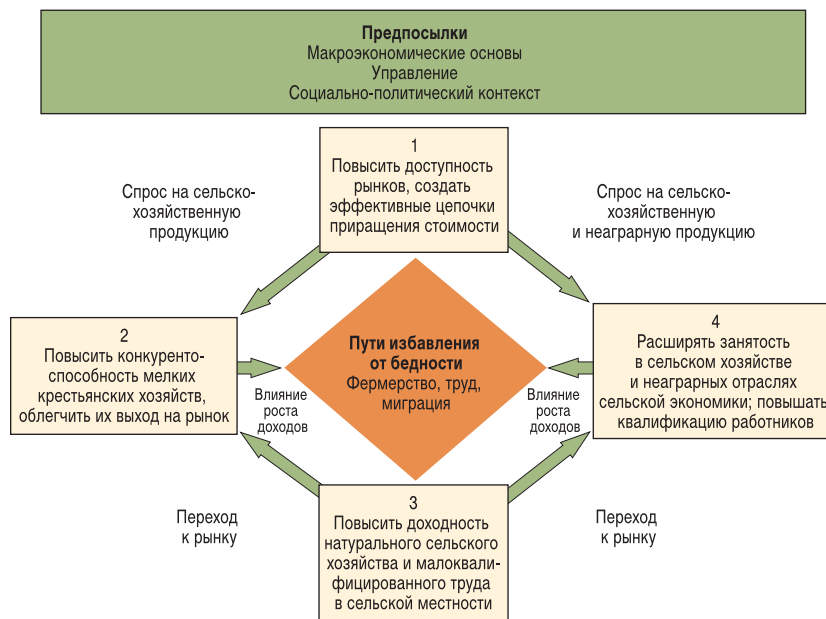 Предпосылки
Макроэкономические основы
Управление
Социально-политический контекст
1
Повысить доступность
рынков, создать
эффективные цепочки
приращения стоимости
Спрос на сельско-
хозяйственную
продукцию
Спрос на сельско-
хозяйственную
и неаграрную продукцию
2
Повысить конкуренто-
способность мелких
крестьянских хозяйств,
облегчить их выход на рынок
Пути избавления
от бедности
Фермерство, труд,
миграция
4
Расширять занятость
в сельском хозяйстве
и неаграрных отраслях
сельской экономики; повышать
квалификацию работников
Влияние
роста
доходов
Влияние
роста
доходов
Переход
к рынку
3
Повысить доходность
натурального сельского
хозяйства и малоквали-
фицированного труда
в сельской местности
Переход
к рынку